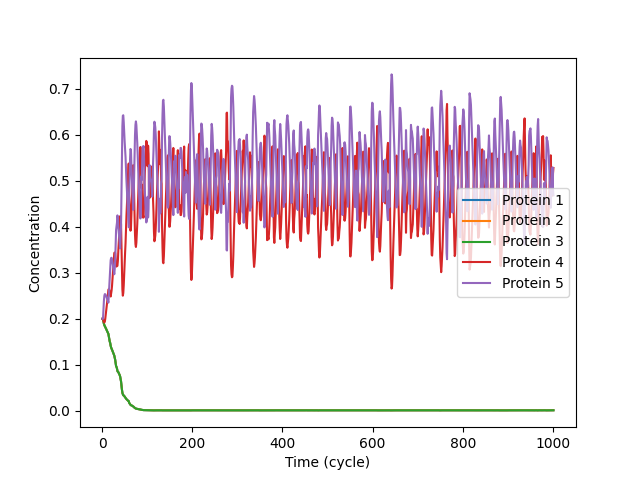 0.7
0.6
0.5
0.4
0.3
0.2
0.1
0.0
Concentration
0
200
400
600
800
1000
Time (cycle)
Protein 1
Protein 2
Protein 3
Protein 4
Protein 5